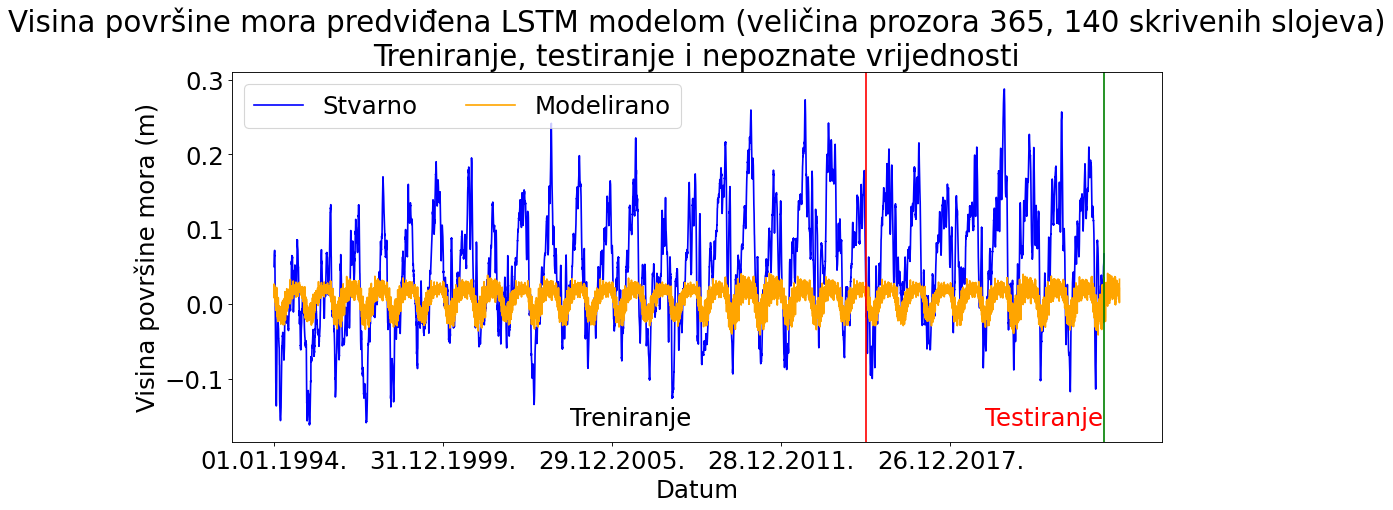 Visina površine mora predviđena LSTM modelom (veličina prozora 365, 140 skrivenih slojeva)
Treniranje, testiranje i nepoznate vrijednosti
Stvarno
Modelirano
Visina površine mora (m)
0.3
0.2
0.1
0.0
−0.1
Treniranje
Testiranje
01.01.1994.
31.12.1999.
29.12.2005.
28.12.2011.
26.12.2017.
Datum